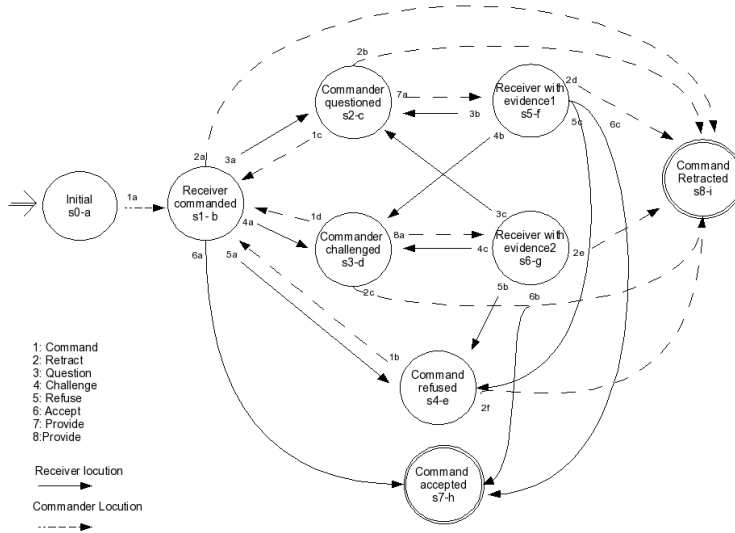 2b
Commander
questioned
s2-c
7a
Receiver with
evidence1
s5-f
2d
3b
5c
6c
1c
2a
3a
4b
Command
Retracted
s8-i
Initial
s0-a
1a
Receiver
commanded
s1- b
1d
4a
3c
Commander
challenged
s3-d
8a
Receiver with
evidence2
s6-g
4c
2e
6a
5a
2c
5b
6b
1b
Command
refused
s4-e
2f
1: Command
2: Retract
3: Question
4: Challenge
5: Refuse
6: Accept
7: Provide
8:Provide
Receiver locution
Commander Locution
Command
accepted
s7-h